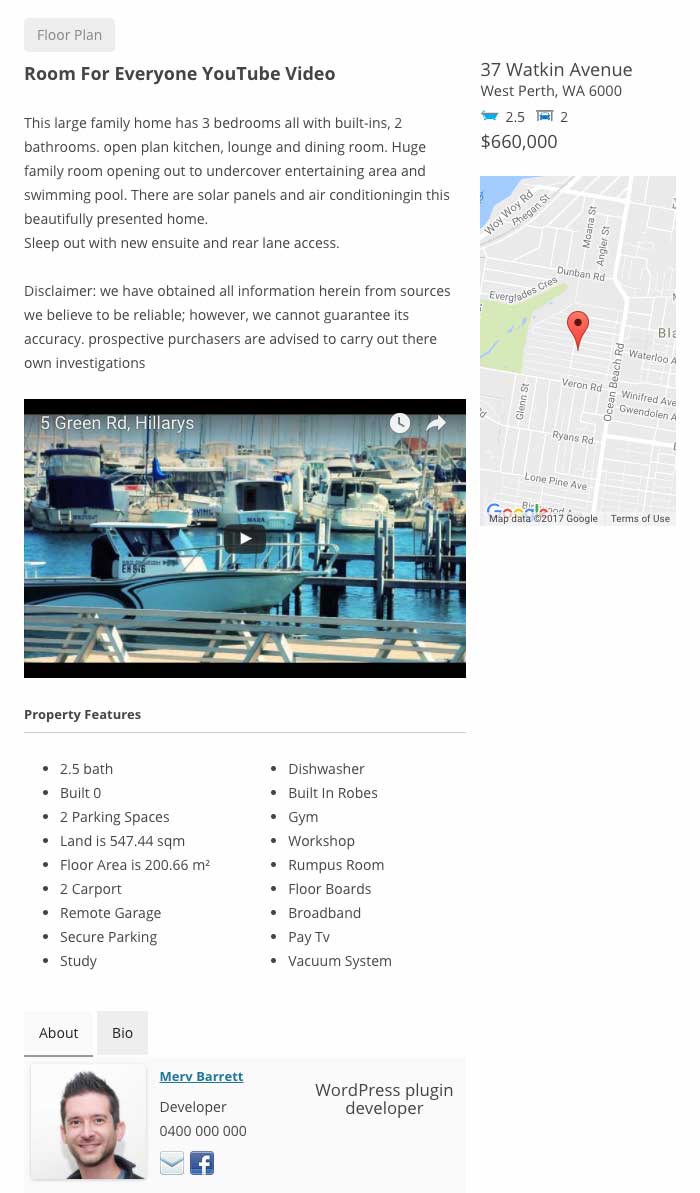 Floor Plan
Room For Everyone YouTube Video
This large family home has 3 bedrooms all with built-ins, 2
bathrooms. open plan kitchen, lounge and dining room. Huge
family room opening out to undercover entertaining area and
swimming pool. There are solar panels and air conditioningin this
beautifully presented home.
Sleep out with new ensuite and rear lane access.
Disclaimer: we have obtained all information herein from sources
we believe to be reliable; however, we cannot guarantee its
accuracy. prospective purchasers are advised to carry out there
own investigations
5 Green Rd, Hillarys
MARA
Property Features
2.5 bath
Built 0
2 Parking Spaces
Land is 547.44 sqm
Floor Area is 200.66 m²
2 Carport
Remote Garage
Secure Parking
Study
Dishwasher
Built In Robes
Gym
Workshop
Rumpus Room
Floor Boards
Broadband
Pay Tv
Vacuum System
About
Bio
Merv Barrett
Developer
0400 000 000
WordPress plugin
developer
37 Watkin Avenue
West Perth, WA 6000
2.5 2
$660,000
Woy Woy Rd
Phegan St
Moana St
Angler St
Dunban Rd
Everglades Cres
Bla
Waterloo A
Ocean Beach Rd
Veron Rd
Glenn St
Winifred Ave
Gwendolen A
Ryans Rd
Lone Pine Ave
Google
Map data ©2017 Google Terms of Use